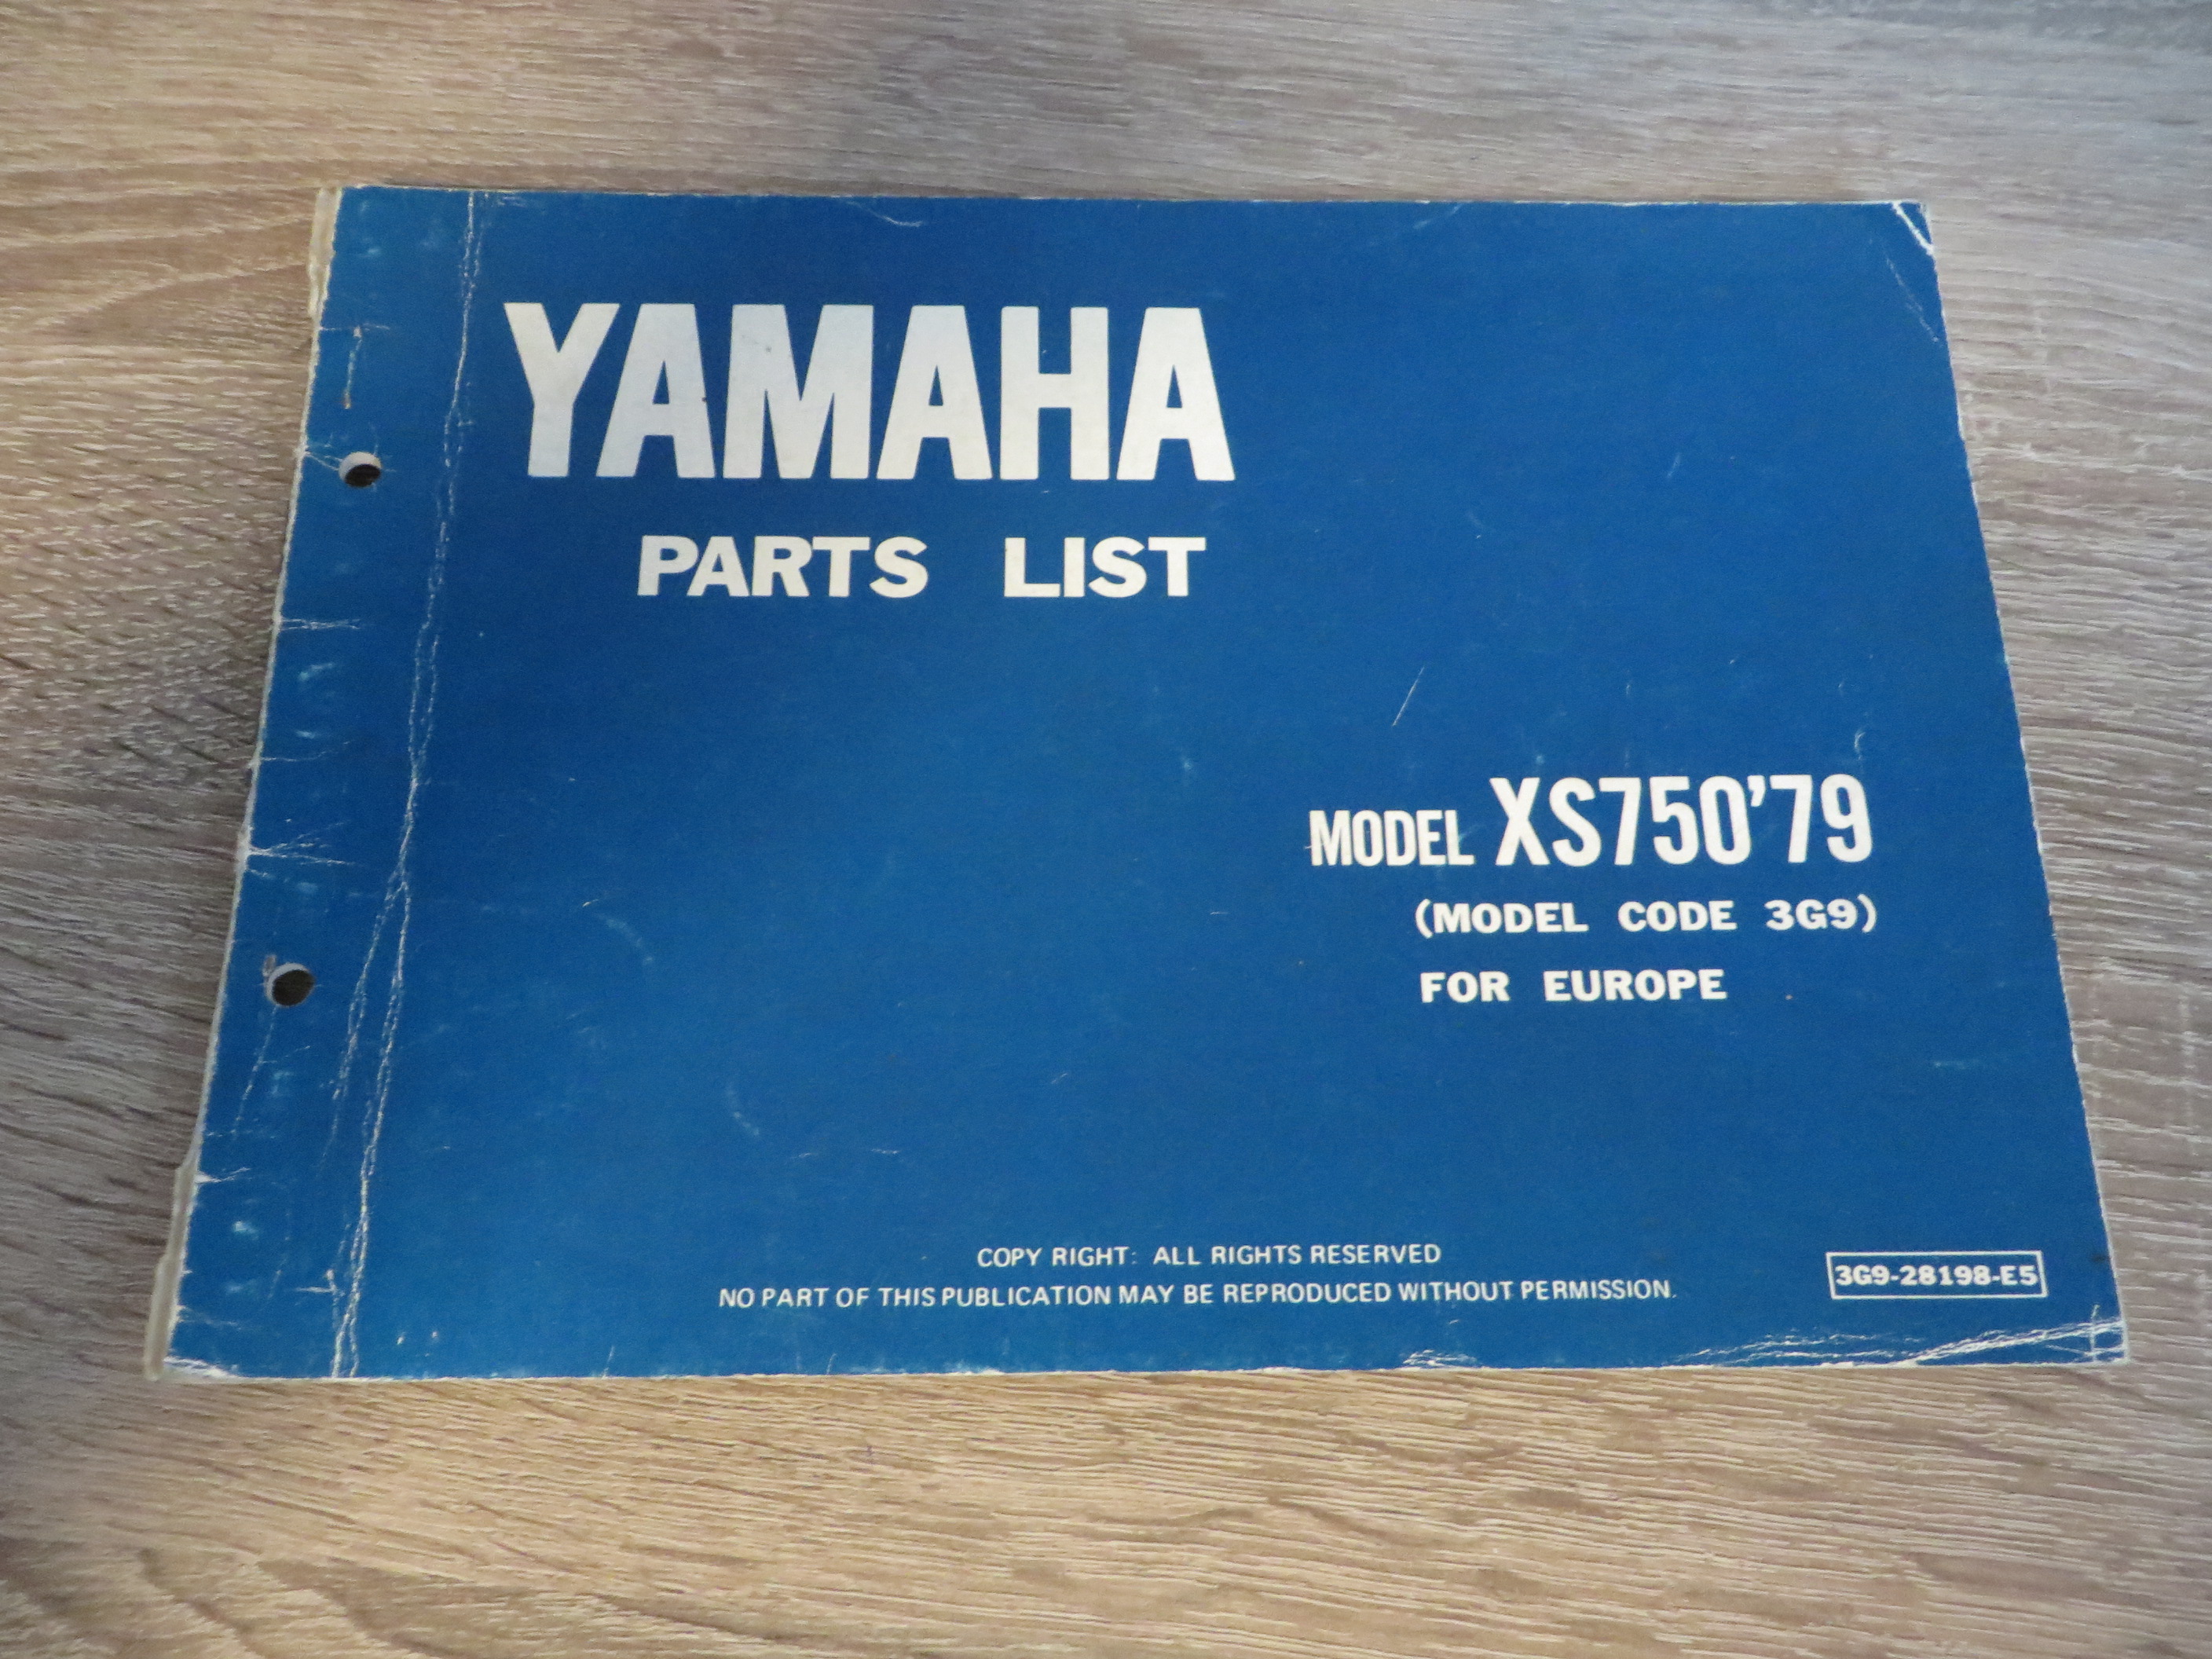 YAMAHA
PARTS LIST
MODEL XS750'79
(MODEL CODE 3G9)
FOR EUROPE
COPY RIGHT: ALL RIGHTS RESERVED
NO PART OF THIS PUBLICATION MAY BE REPRODUCED WITHOUT PERMISSION.
3G9-28198-E5